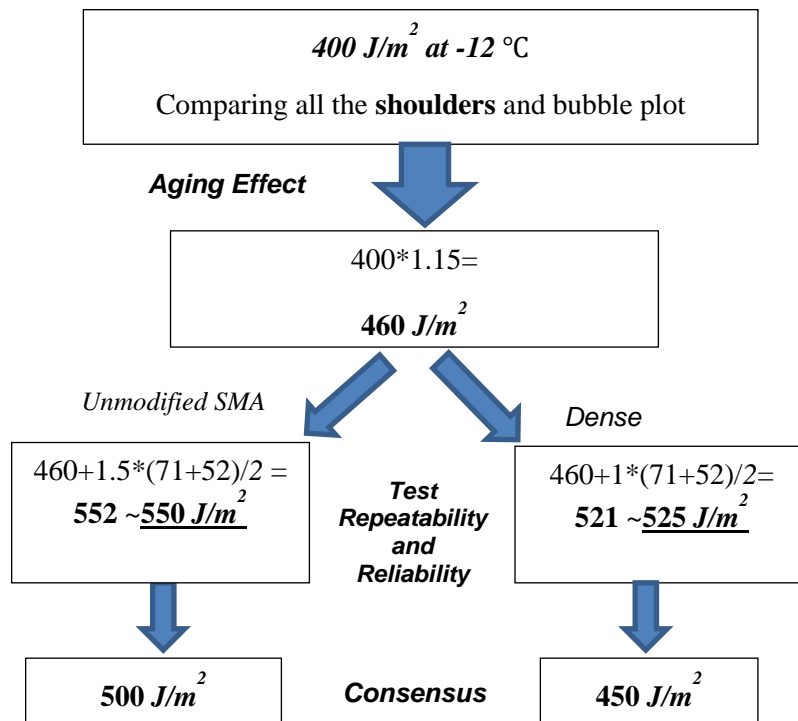 400 J/m² at -12 ℃
Comparing all the shoulders and bubble plot
Aging Effect
400*1.15=
460 J/m²
Unmodified SMA
Dense
460+1.5*(71+52)/2 =
552 ~550 J/m²
Test
Repeatability
and
Reliability
460+1*(71+52)/2=
521 ~525 J/m²
500 J/m²
Consensus
450 J/m²